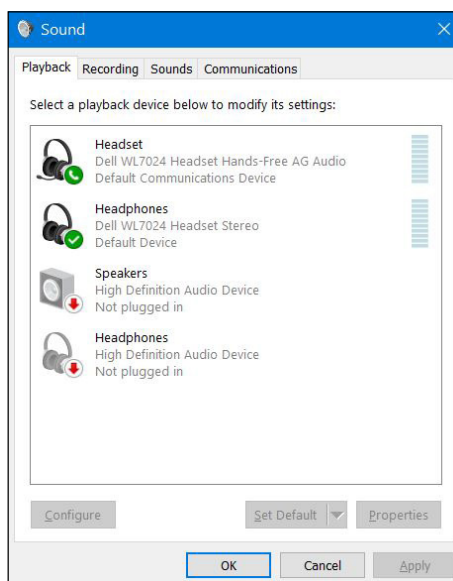 Sound
Playback Recording Sounds Communications
Select a playback device below to modify its settings:
Headset
Dell WL7024 Headset Hands-Free AG Audio
Default Communications Device
Headphones
Dell WL7024 Headset Stereo
Default Device
Speakers
High Definition Audio Device
Not plugged in
Headphones
High Definition Audio Device
Not plugged in
Configure Set Default Properties
OK Cancel Apply